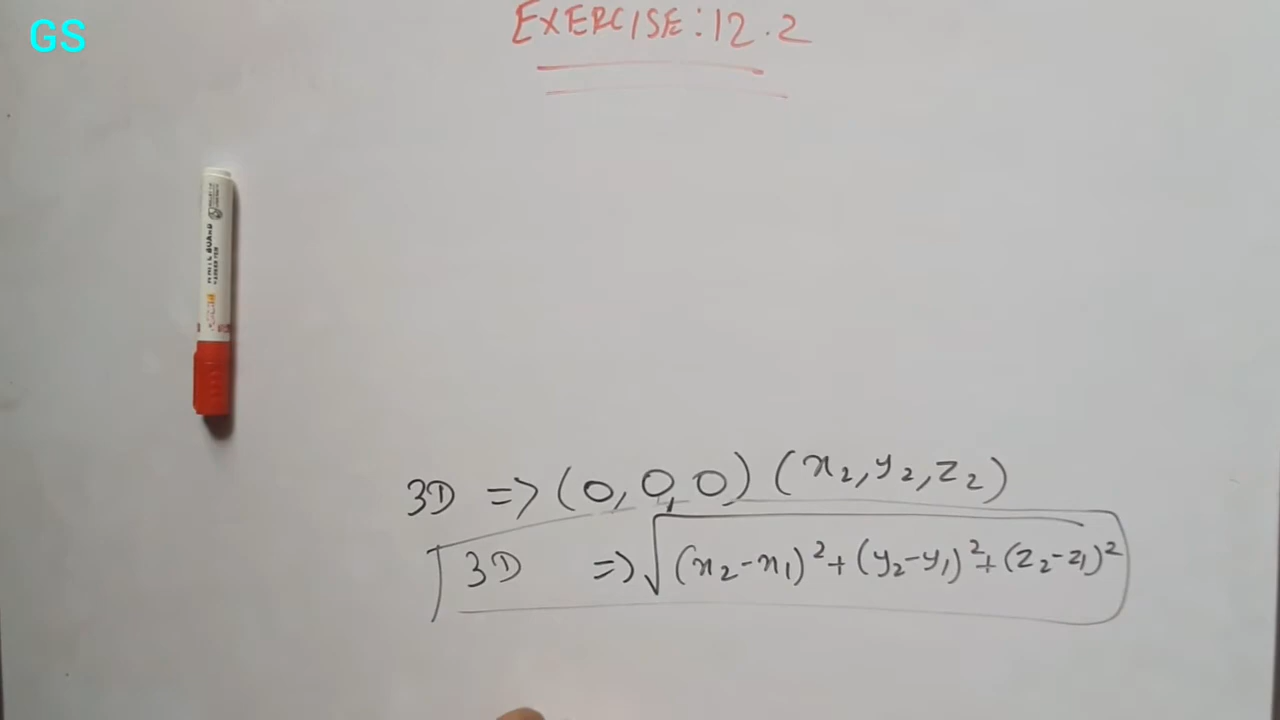 GS
EXERCISE: 12.2
3D => (0, 0, 0) (x₂, y₂, z₂)
3D => √(x₂-x₁)²+(y₂-y₁)²+(z₂-z₁)²